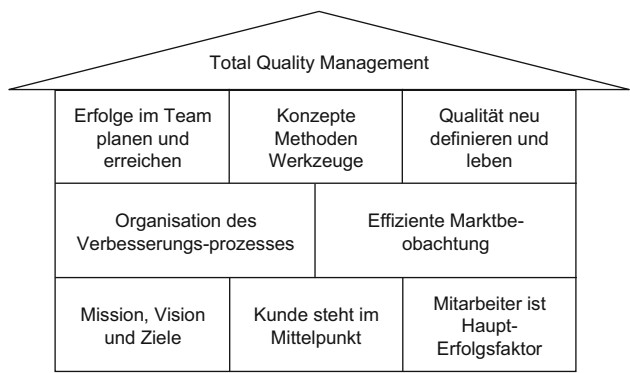 Total Quality Management
Erfolge im Team
planen und
erreichen
Konzepte
Methoden
Werkzeuge
Qualität neu
definieren und
leben
Organisation des
Verbesserungs-prozesses
Effiziente Marktbe-
obachtung
Mission, Vision
und Ziele
Kunde steht im
Mittelpunkt
Mitarbeiter ist
Haupt-
Erfolgsfaktor